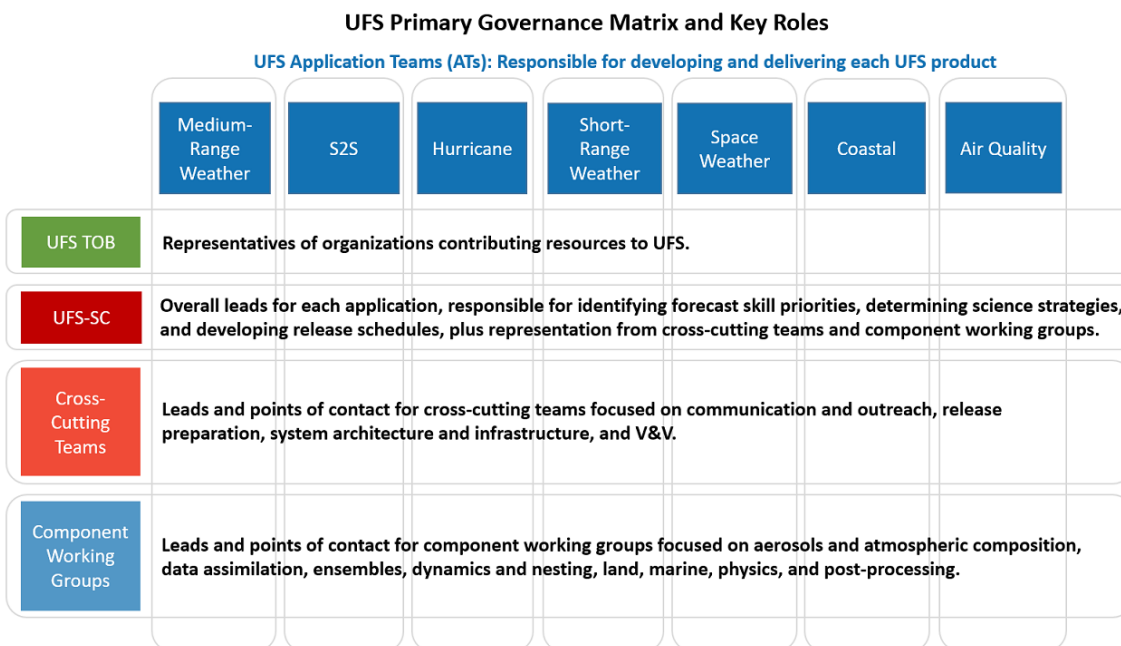 UFS Primary Governance Matrix and Key Roles
UFS Application Teams (ATs): Responsible for developing and delivering each UFS product
Medium-
Range
Weather
S2S
Hurricane
Short-
Range
Weather
Space
Weather
Coastal
Air Quality
UFS TOB
Representatives of organizations contributing resources to UFS.
UFS-SC
Overall leads for each application, responsible for identifying forecast skill priorities, determining science strategies,
and developing release schedules, plus representation from cross-cutting teams and component working groups.
Cross-
Cutting
Teams
Leads and points of contact for cross-cutting teams focused on communication and outreach, release
preparation, system architecture and infrastructure, and V&V.
Component
Working
Groups
Leads and points of contact for component working groups focused on aerosols and atmospheric composition,
data assimilation, ensembles, dynamics and nesting, land, marine, physics, and post-processing.